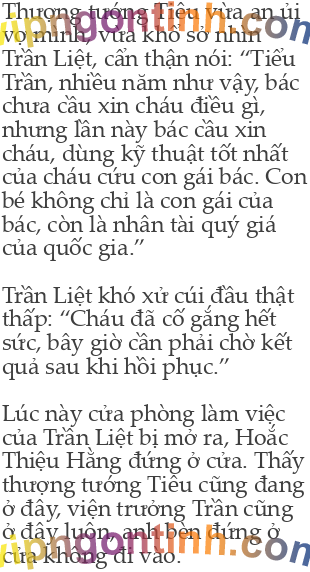 Thượng tướng Tiêu vừa an ủi
vợ mình, vừa khổ sở nhìn
Trần Liệt, cẩn thận nói: “Tiểu
Trần, nhiều năm như vậy, bác
chưa cầu xin cháu điều gì,
nhưng lần này bác cầu xin
cháu, dùng kỹ thuật tốt nhất
của cháu cứu con gái bác. Con
bé không chỉ là con gái của
bác, còn là nhân tài quý giá
của quốc gia.”
Trần Liệt khó xử cúi đầu thật
thấp: “Cháu đã cố gắng hết
sức, bây giờ cần phải chờ kết
quả sau khi hồi phục.”
Lúc này cửa phòng làm việc
của Trần Liệt bị mở ra, Hoắc
Thiệu Hằng đứng ở cửa. Thấy
thượng tướng Tiêu cũng đang
ở đây, viện trưởng Trần cũng
ở đây luôn, anh bèn đứng ở
cửa không đi vào.
vipngontinh.com
vipngontinh.com